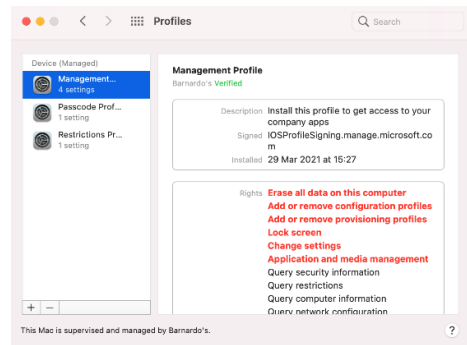 Profiles
Search
Device (Managed)
Management...
4 settings
Passcode Prof...
1 setting
Restrictions Pr...
1 setting
+ −
Management Profile
Barnardo's Verified
Description Install this profile to get access to your
company apps
Signed IOSProfileSigning.manage.microsoft.co
m
Installed 29 Mar 2021 at 15:27
Rights Erase all data on this computer
Add or remove configuration profiles
Add or remove provisioning profiles
Lock screen
Change settings
Application and media management
Query security information
Query restrictions
Query computer information
Query network configuration
This Mac is supervised and managed by Barnardo's.
?